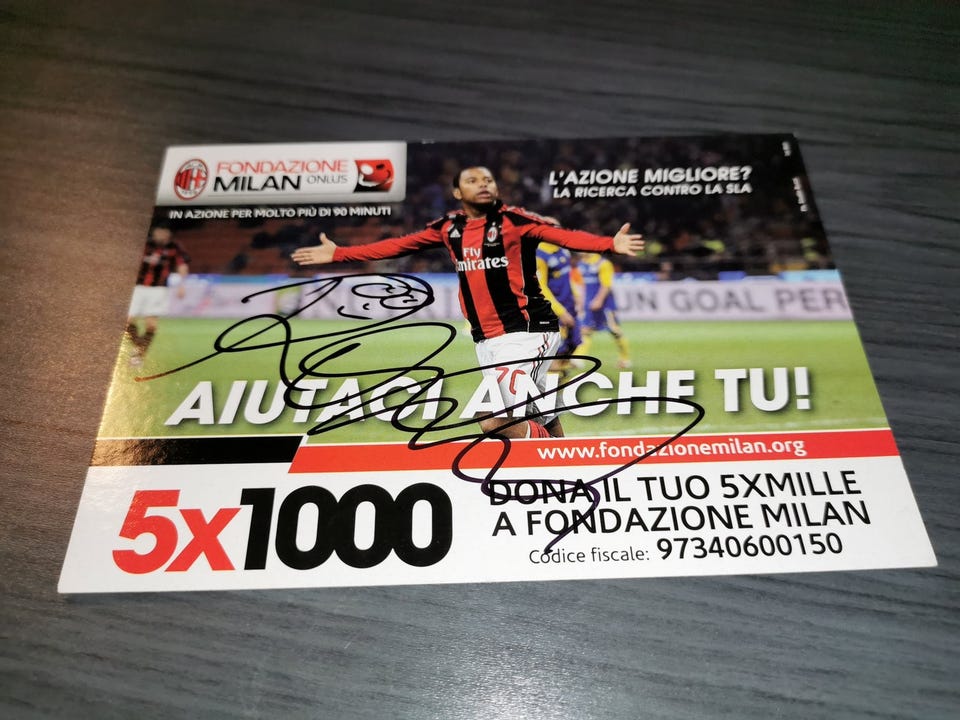 FONDAZIONE
MILAN ONLUS
IN AZIONE PER MOLTO PIÙ DI 90 MINUTI
L'AZIONE MIGLIORE?
LA RICERCA CONTRO LA SLA
Fly
Emirates
UN GOAL PER
70
AIUTACI ANCHE TU!
www.fondazionemilan.org
5x1000
DONA IL TUO 5XMILLE
A FONDAZIONE MILAN
Codice fiscale: 97340600150